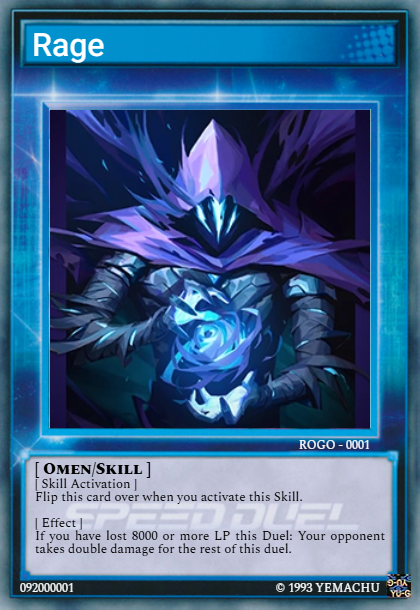 Rage
ROGO - 0001
[ OMEN/SKILL ]
[ Skill Activation ]
Flip this card over when you activate this Skill.
SPEED DUEL
[ Effect ]
If you have lost 8000 or more LP this Duel: Your opponent
takes double damage for the rest of this duel.
092000001
© 1993 YEMACHU
YU-G